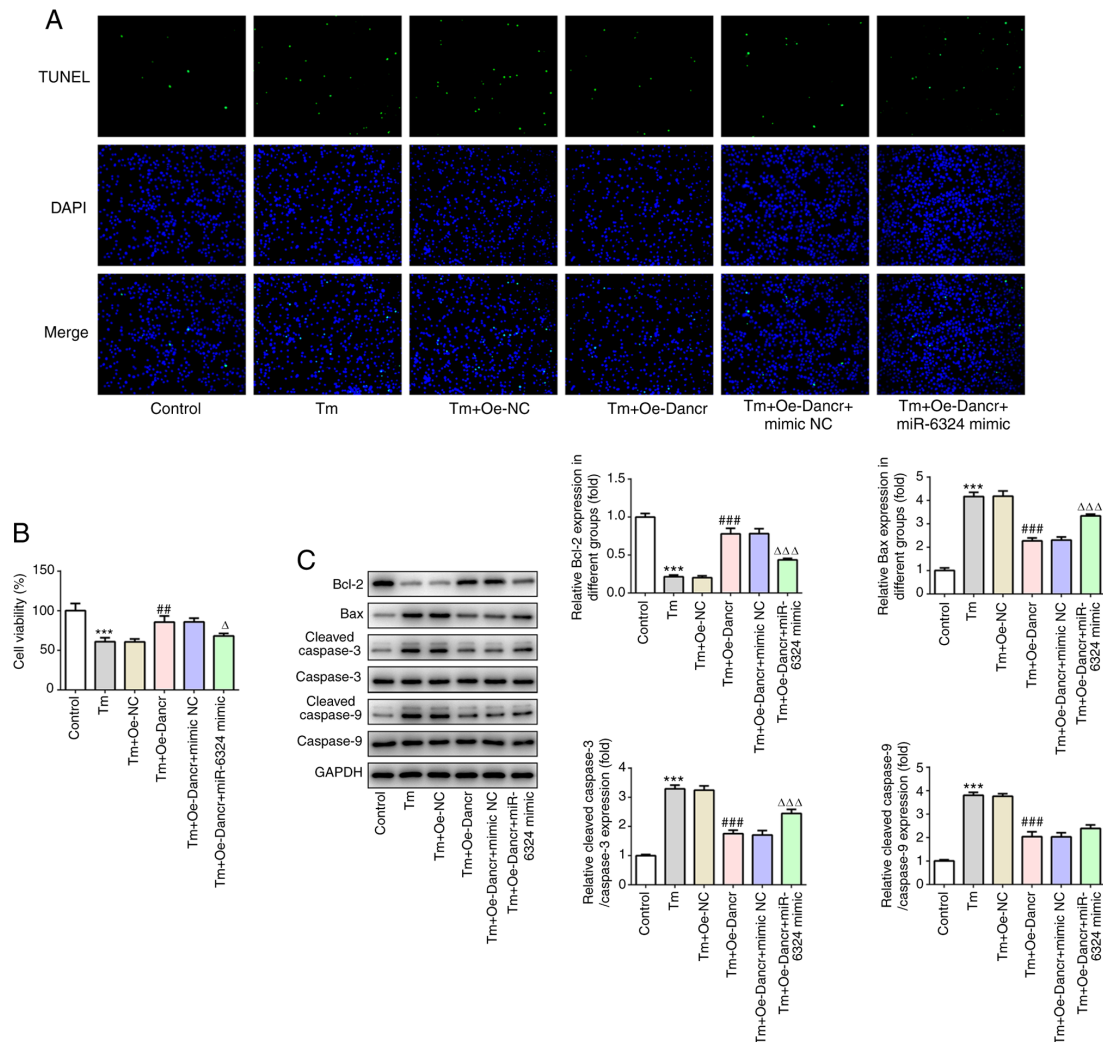 A
TUNEL
DAPI
Merge
Control
Tm
Tm+Oe-NC
Tm+Oe-Dancr
Tm+Oe-Dancr+
mimic NC
Tm+Oe-Dancr+
miR-6324 mimic
B
Cell viability (%)
150
100
50
0
***
##
Δ
Control
Tm
Tm+Oe-NC
Tm+Oe-Dancr
Tm+Oe-Dancr+mimic NC
Tm+Oe-Dancr+miR-6324 mimic
C
Bcl-2
Bax
Cleaved
caspase-3
Caspase-3
Cleaved
caspase-9
Caspase-9
GAPDH
Control
Tm
Tm+Oe-NC
Tm+Oe-Dancr
Tm+Oe-Dancr+mimic NC
Tm+Oe-Dancr+miR-
6324 mimic
Relative Bcl-2 expression in
different groups (fold)
1.5
1.0
0.5
0.0
***
###
ΔΔΔ
Control
Tm
Tm+Oe-NC
Tm+Oe-Dancr
Tm+Oe-Dancr+mimic NC
Tm+Oe-Dancr+miR-
6324 mimic
Relative Bax expression in
different groups (fold)
5
4
3
2
1
0
***
###
ΔΔΔ
Control
Tm
Tm+Oe-NC
Tm+Oe-Dancr
Tm+Oe-Dancr+mimic NC
Tm+Oe-Dancr+miR-
6324 mimic
Relative cleaved caspase-3
/caspase-3 expression (fold)
4
3
2
1
0
***
###
ΔΔΔ
Control
Tm
Tm+Oe-NC
Tm+Oe-Dancr
Tm+Oe-Dancr+mimic NC
Tm+Oe-Dancr+miR-
6324 mimic
Relative cleaved caspase-9
/caspase-9 expression (fold)
5
4
3
2
1
0
***
###
Control
Tm
Tm+Oe-NC
Tm+Oe-Dancr
Tm+Oe-Dancr+mimic NC
Tm+Oe-Dancr+miR-
6324 mimic